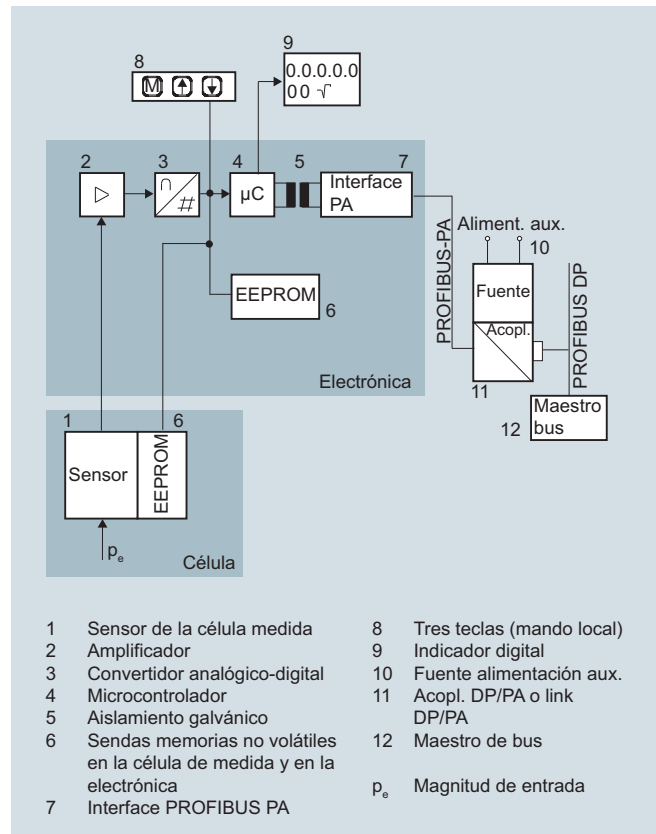 8
M
9
0.0.0.0.0
00 √
2
3
4
5
7
∩
#
µC
Interface
PA
Aliment. aux.
10
PROFIBUS-PA
Fuente
PROFIBUS DP
EEPROM
6
Acopl.
Electrónica
11
Maestro
bus
12
1
6
Sensor
EEPROM
pe
Célula
1 Sensor de la célula medida
2 Amplificador
3 Convertidor analógico-digital
4 Microcontrolador
5 Aislamiento galvánico
6 Sendas memorias no volátiles
en la célula de medida y en la
electrónica
7 Interface PROFIBUS PA
8 Tres teclas (mando local)
9 Indicador digital
10 Fuente alimentación aux.
11 Acopl. DP/PA o link
DP/PA
12 Maestro de bus
pe Magnitud de entrada